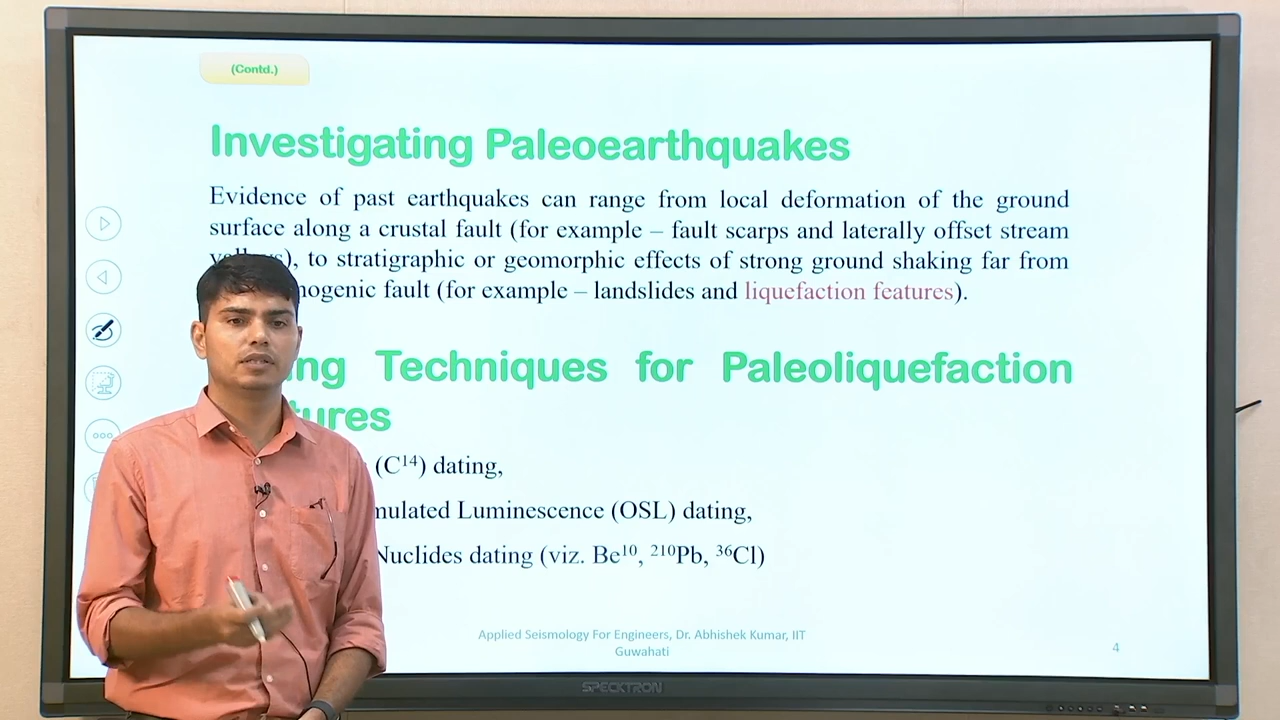 (Contd.)
Investigating Paleoearthquakes
Evidence of past earthquakes can range from local deformation of the ground
surface along a crustal fault (for example – fault scarps and laterally offset stream
to stratigraphic or geomorphic effects of strong ground shaking far from
fault (for example – landslides and liquefaction features).
Techniques for Paleoliquefaction
(C¹⁴) dating,
Luminescence (OSL) dating,
Nuclides dating (viz. Be¹⁰, ²¹⁰Pb, ³⁶Cl)
Applied Seismology For Engineers, Dr. Abhishek Kumar, IIT
Guwahati
4
SPECKTRON